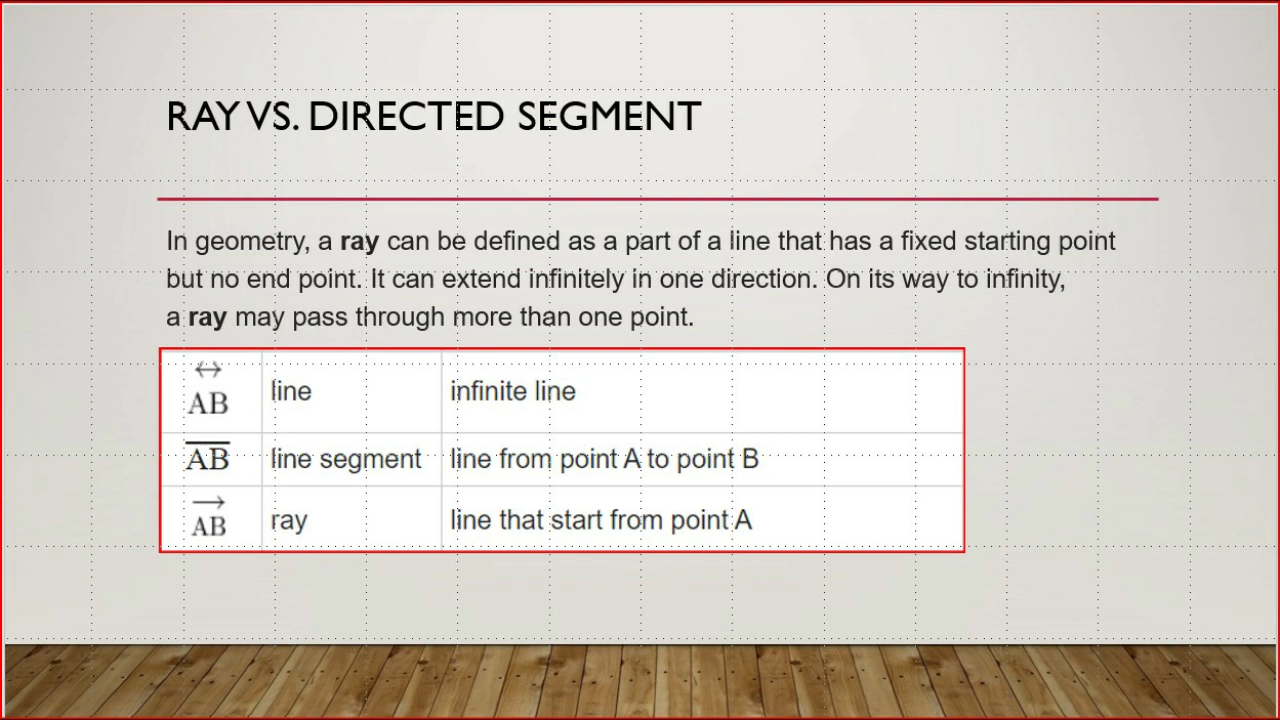 RAY VS. DIRECTED SEGMENT
In geometry, a ray can be defined as a part of a line that has a fixed starting point
but no end point. It can extend infinitely in one direction. On its way to infinity,
a ray may pass through more than one point.
↔
AB line infinite line
A̅B̅ line segment line from point A to point B
→
AB ray line that start from point A